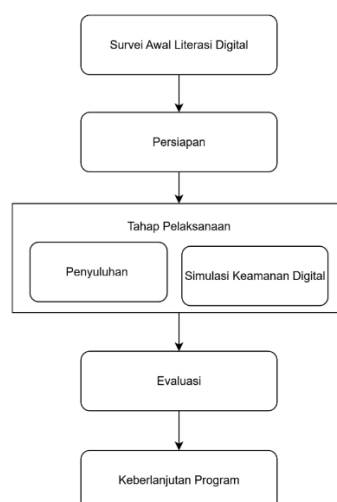 Survei Awal Literasi Digital
Persiapan
Tahap Pelaksanaan
Penyuluhan
Simulasi Keamanan Digital
Evaluasi
Keberlanjutan Program